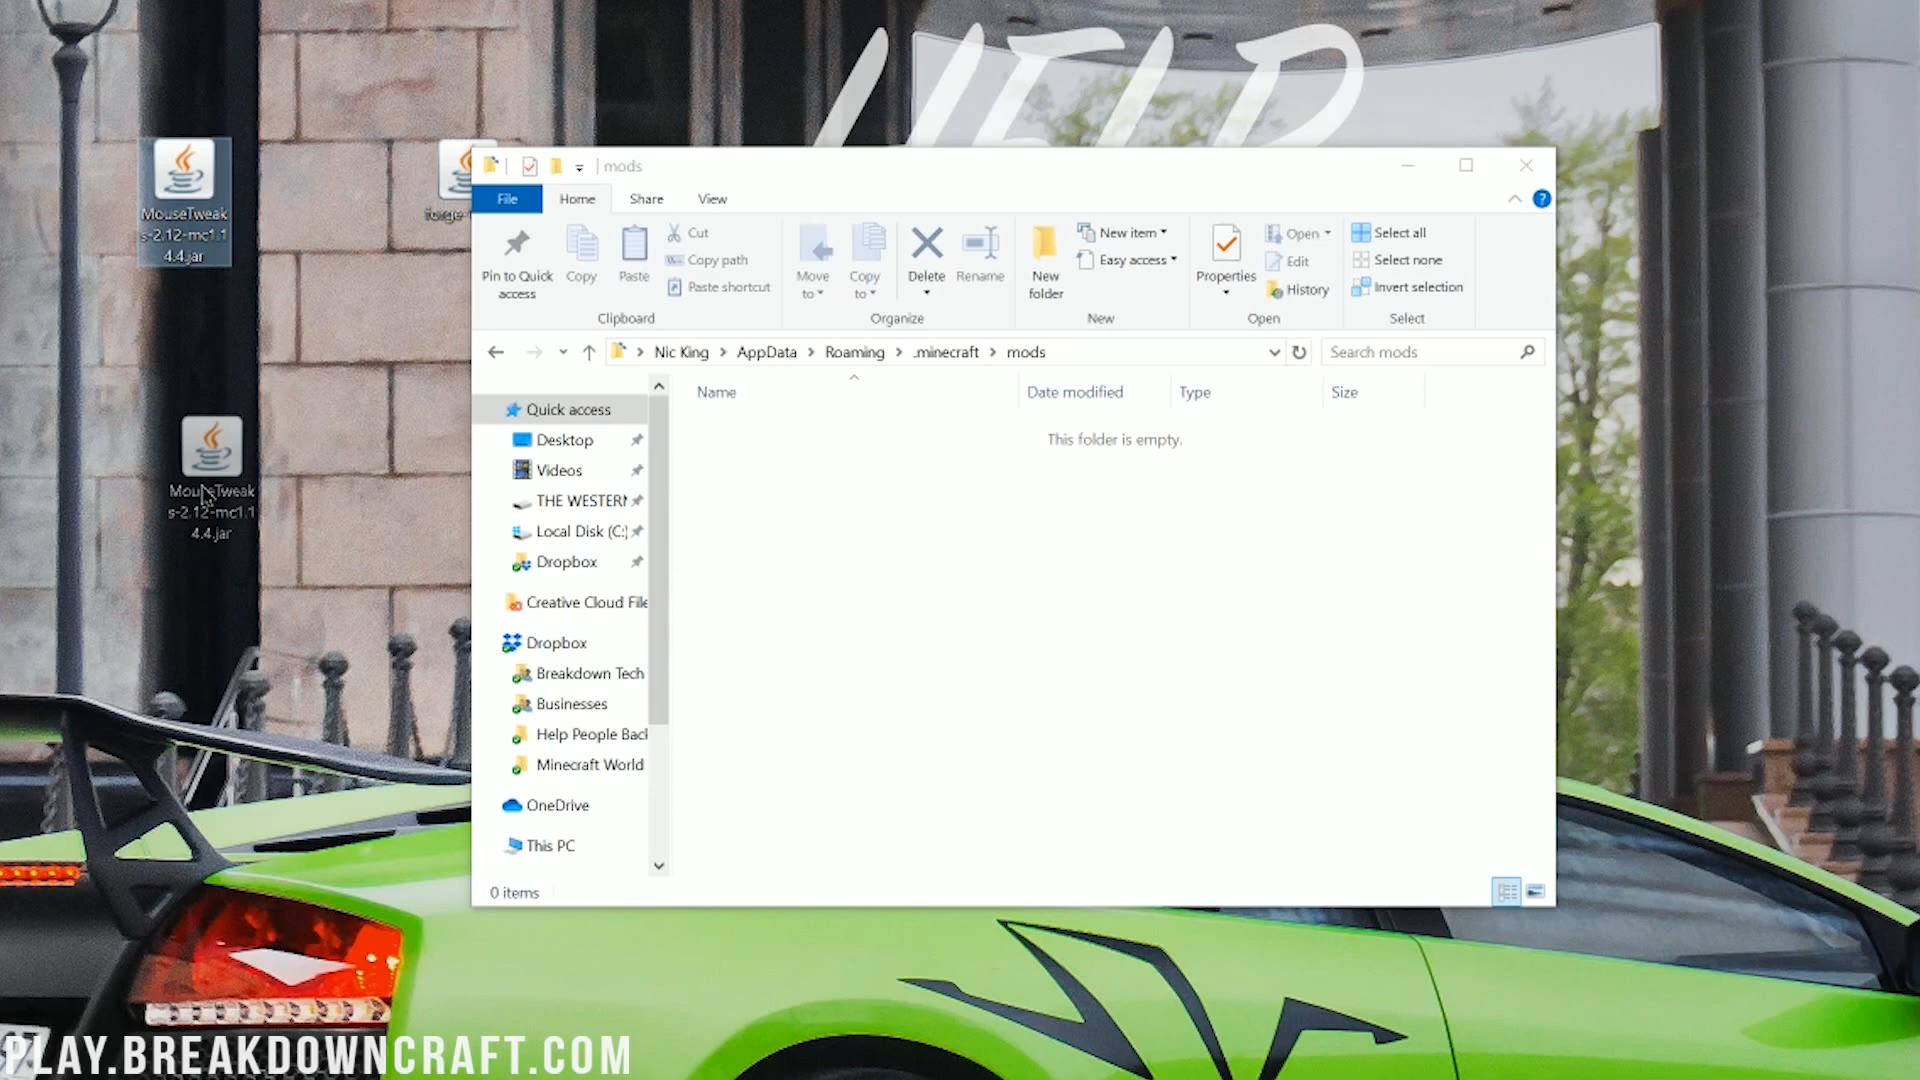 HELP
MouseTweak
s-2.12-mc1.1
4.4.jar
forge-
MouseTweak
s-2.12-mc1.1
4.4.jar
mods
File
Home
Share
View
Pin to Quick
access
Copy
Paste
Cut
Copy path
Paste shortcut
Clipboard
Move
to
Copy
to
Delete
Rename
Organize
New
folder
New item
Easy access
New
Properties
Open
Edit
History
Open
Select all
Select none
Invert selection
Select
Nic King > AppData > Roaming > .minecraft > mods
Search mods
Name
Date modified
Type
Size
This folder is empty.
Quick access
Desktop
Videos
THE WESTERN
Local Disk (C:)
Dropbox
Creative Cloud File
Dropbox
Breakdown Tech
Businesses
Help People Back
Minecraft World
OneDrive
This PC
0 items
PLAY.BREAKDOWNCRAFT.COM